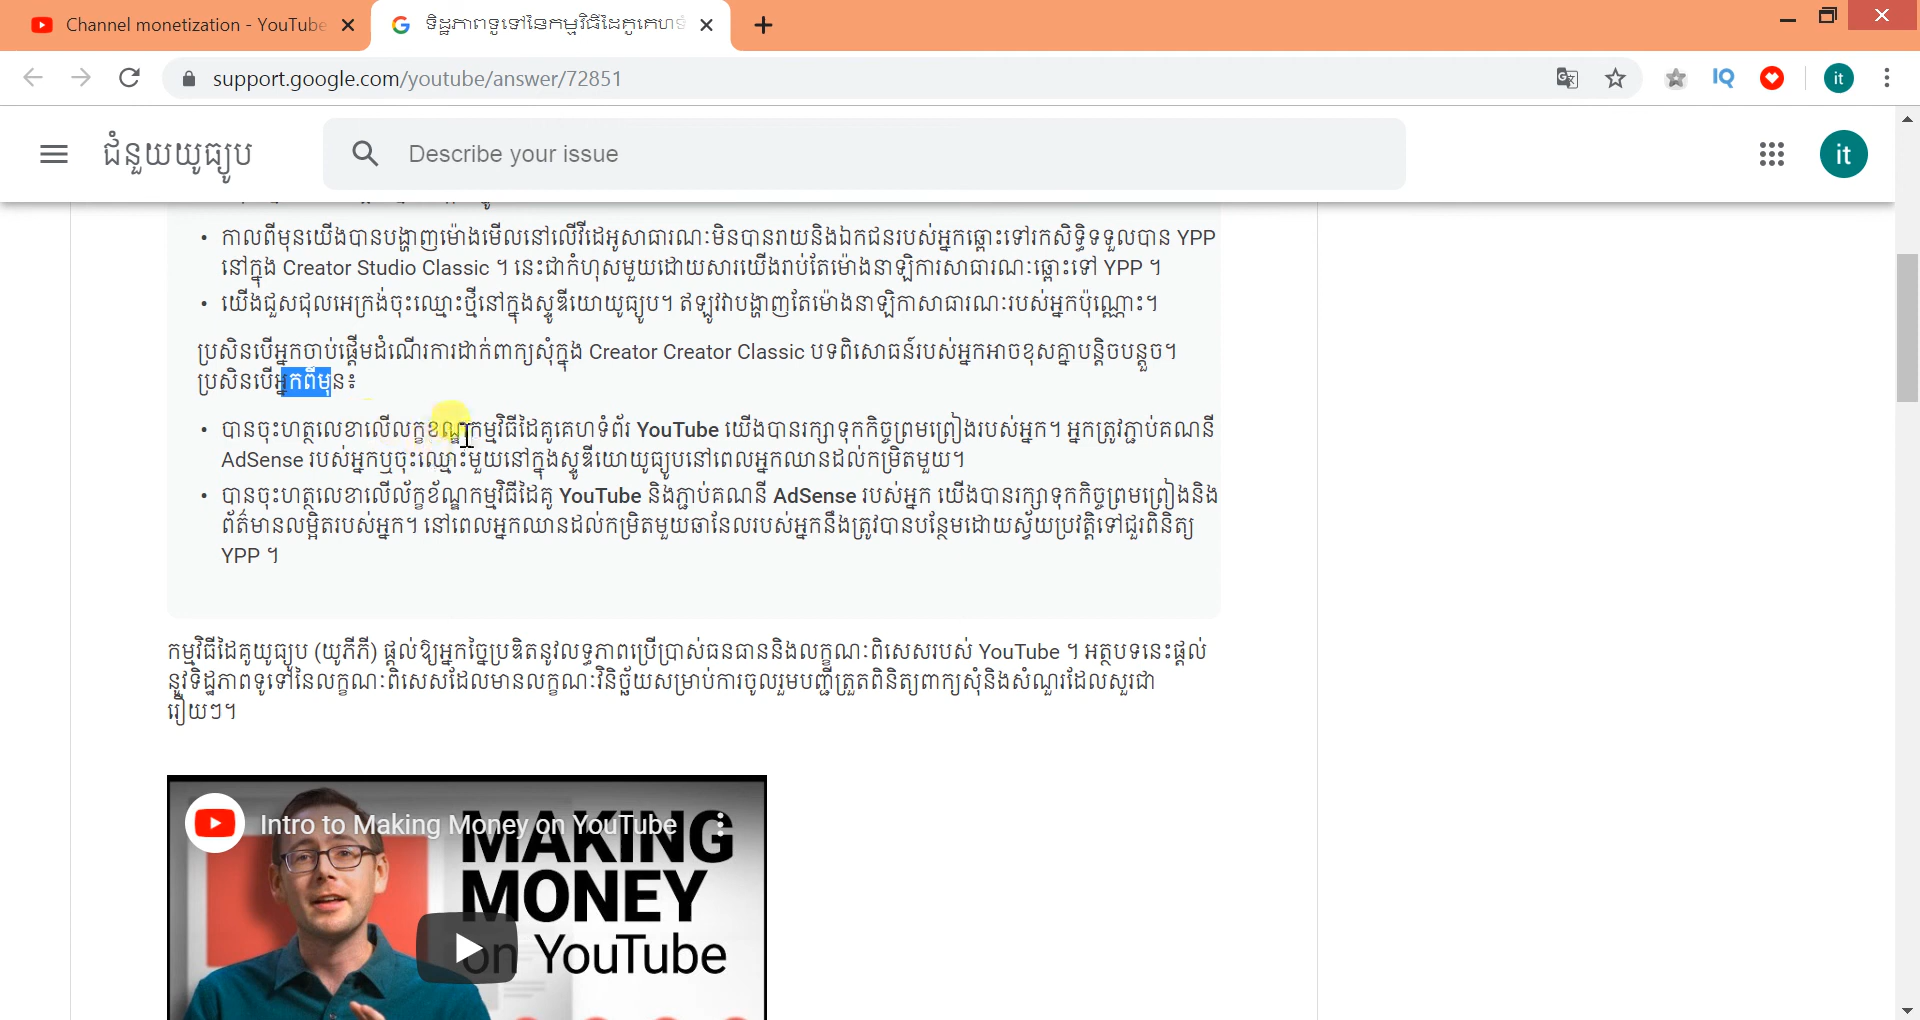 Channel monetization - YouTube
ទិដ្ឋភាពទូទៅនៃកម្មវិធីដៃគូគេហទំ
support.google.com/youtube/answer/72851
IQ
it
ជំនួយយូធ្យូប
Describe your issue
it
• កាលពីមុនយើងបានបង្ហាញម៉ោងមើលនៅលើវីដេអូសាធារណៈមិនបានរាយនិងឯកជនរបស់អ្នកឆ្ពោះទៅរកសិទ្ធិទទួលបាន YPP
នៅក្នុង Creator Studio Classic ។ នេះជាកំហុសមួយដោយសារយើងរាប់តែម៉ោងនាឡិការសាធារណៈឆ្ពោះទៅ YPP ។
• យើងជួសជុលអេក្រង់ចុះឈ្មោះថ្មីនៅក្នុងស្ទូឌីយោយូធ្យូប។ ឥឡូវវាបង្ហាញតែម៉ោងនាឡិកាសាធារណៈរបស់អ្នកប៉ុណ្ណោះ។
ប្រសិនបើអ្នកចាប់ផ្តើមដំណើរការដាក់ពាក្យសុំក្នុង Creator Creator Classic បទពិសោធន៍របស់អ្នកអាចខុសគ្នាបន្តិចបន្តួច។
ប្រសិនបើអ្នកពីមុន៖
• បានចុះហត្ថលេខាលើលក្ខខណ្ឌកម្មវិធីដៃគូគេហទំព័រ YouTube យើងបានរក្សាទុកកិច្ចព្រមព្រៀងរបស់អ្នក។ អ្នកត្រូវភ្ជាប់គណនី
AdSense របស់អ្នកឬចុះឈ្មោះមួយនៅក្នុងស្ទូឌីយោយូធ្យូបនៅពេលអ្នកឈានដល់កម្រិតមួយ។
• បានចុះហត្ថលេខាលើល័ក្ខខ័ណ្ឌកម្មវិធីដៃគូ YouTube និងភ្ជាប់គណនី AdSense របស់អ្នក យើងបានរក្សាទុកកិច្ចព្រមព្រៀងនិង
ព័ត៌មានលម្អិតរបស់អ្នក។ នៅពេលអ្នកឈានដល់កម្រិតមួយឆានែលរបស់អ្នកនឹងត្រូវបានបន្ថែមដោយស្វ័យប្រវត្តិទៅជួរពិនិត្យ
YPP ។
កម្មវិធីដៃគូយូធ្យូប (យូភីភី) ផ្តល់ឱ្យអ្នកច្នៃប្រឌិតនូវលទ្ធភាពប្រើប្រាស់ធនធាននិងលក្ខណៈពិសេសរបស់ YouTube ។ អត្ថបទនេះផ្តល់
នូវទិដ្ឋភាពទូទៅនៃលក្ខណៈពិសេសដែលមានលក្ខណៈវិនិច្ឆ័យសម្រាប់ការចូលរួមបញ្ជីត្រួតពិនិត្យពាក្យសុំនិងសំណួរដែលសួរជា
រឿយៗ។
Intro to Making Money on YouTube
MAKING
MONEY
on YouTube